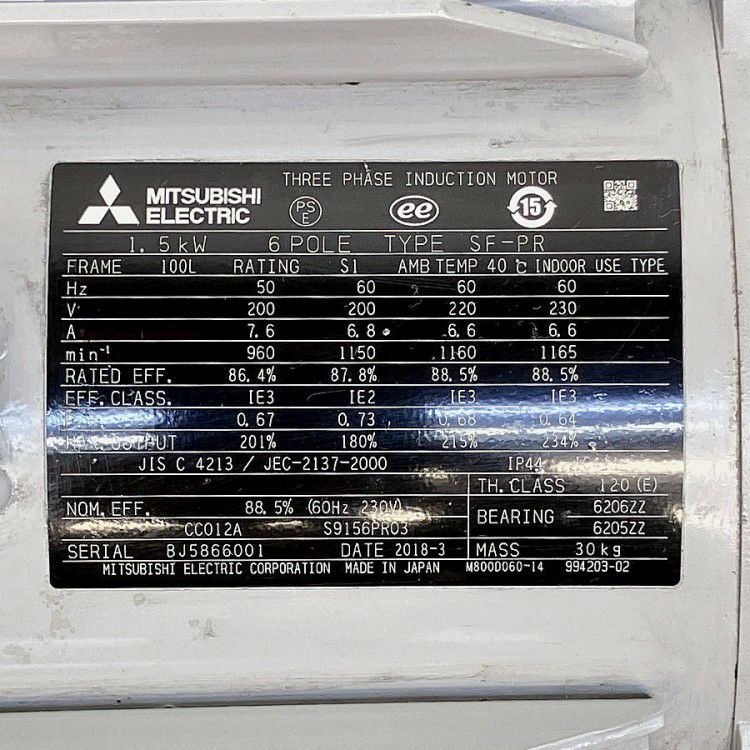 THREE PHASE INDUCTION MOTOR
MITSUBISHI ELECTRIC
PS E
ee
15
1.5kW 6 POLE TYPE SF-PR
FRAME 100L RATING S1 AMB TEMP 40℃ INDOOR USE TYPE
Hz 50 60 60 60
V 200 200 220 230
A 7.6 6.8 6.6 6.6
min⁻¹ 960 1150 1160 1165
RATED EFF. 86.4% 87.8% 88.5% 88.5%
EFF. CLASS. IE3 IE2 IE3 IE3
0.67 0.73 0.68 0.64
OUTPUT 201% 180% 215% 234%
JIS C 4213 / JEC-2137-2000 IP44
TH. CLASS 120 (E)
NOM. EFF. 88.5% (60Hz 230V)
BEARING 6206ZZ
6205ZZ
CC012A S9156PR03
SERIAL BJ5866001 DATE 2018-3 MASS 30kg
MITSUBISHI ELECTRIC CORPORATION MADE IN JAPAN M800D060-14 994203-02